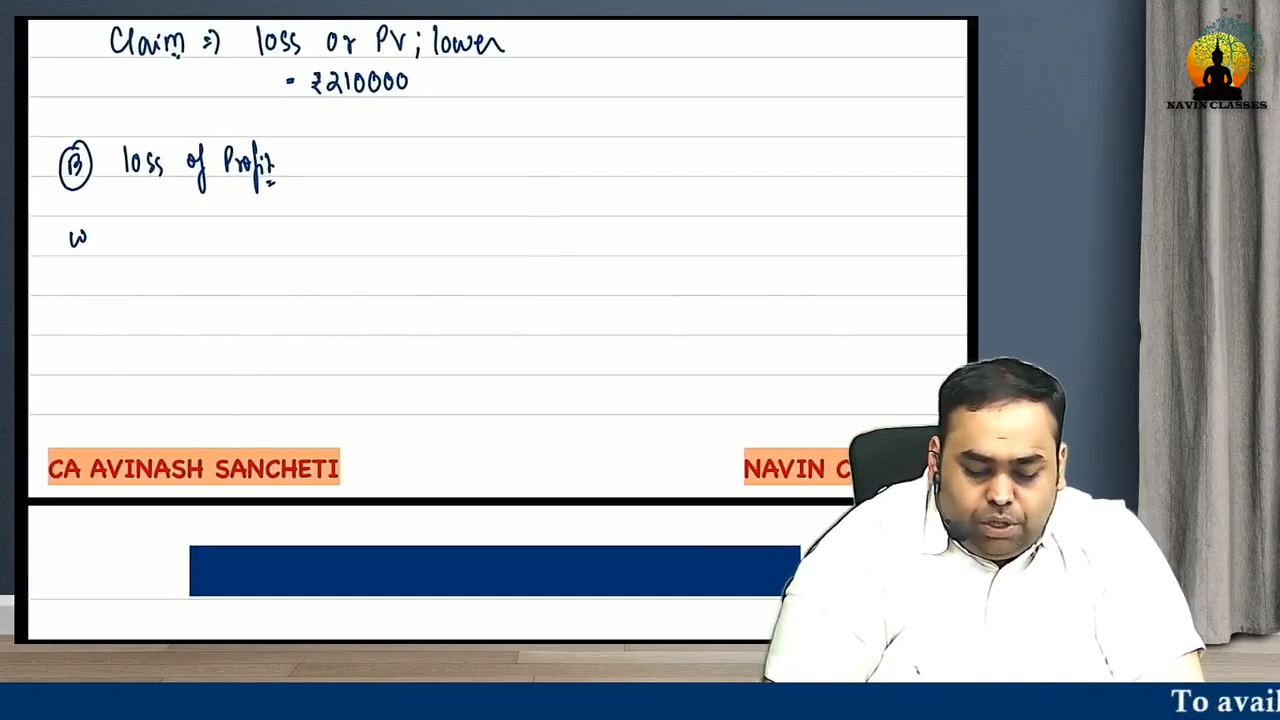 Claim ⇒ loss or PV; lower
= ₹210000
NAVIN CLASSES
(B) loss of Profit
w
CA AVINASH SANCHETI
NAVIN C
To avail